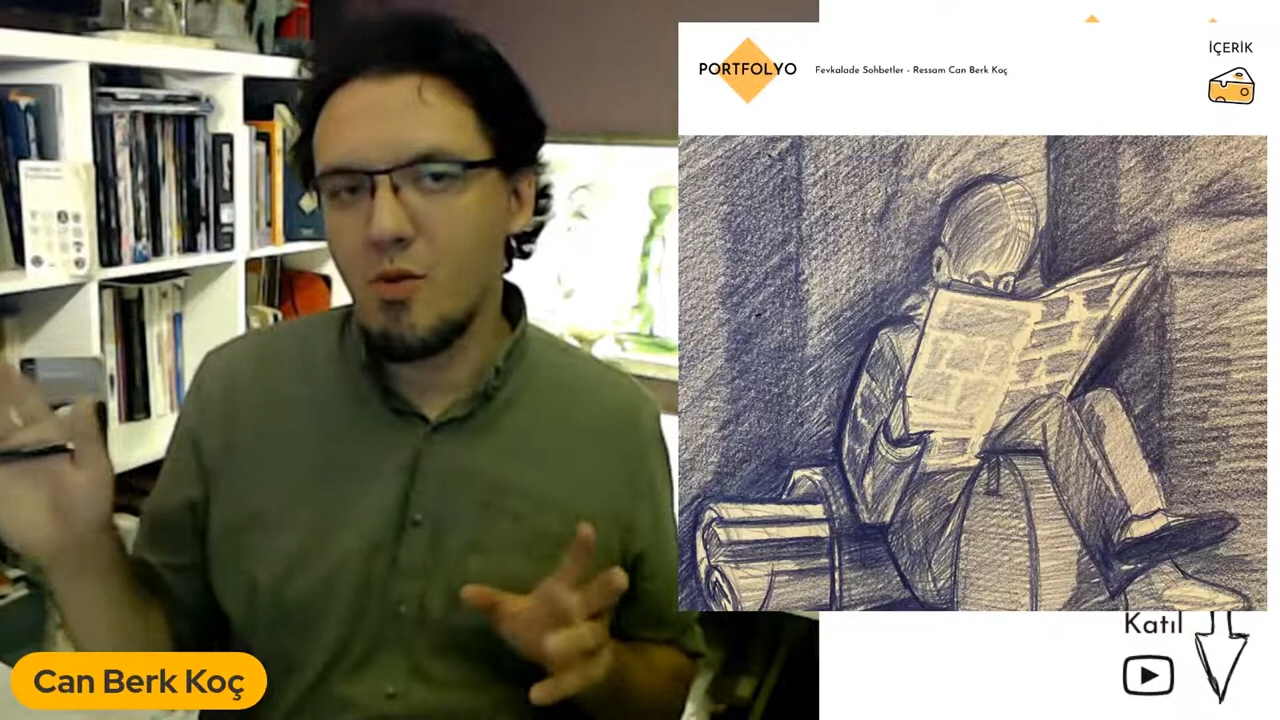 PORTFOLYO
Fevkalade Sohbetler - Ressam Can Berk Koç
İÇERİK
Katıl
Can Berk Koç